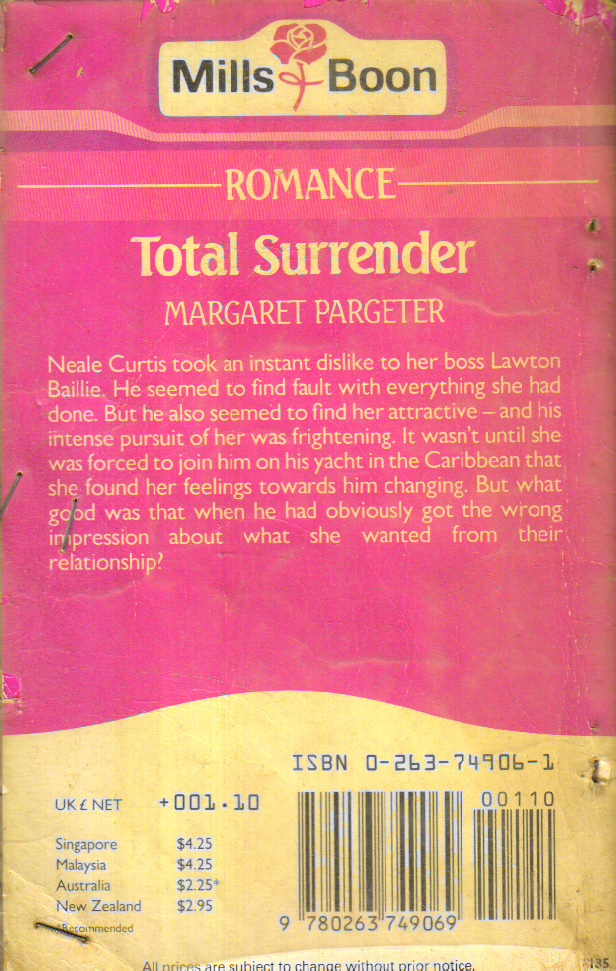 Mills & Boon
ROMANCE
Total Surrender
MARGARET PARGETER
Neale Curtis took an instant dislike to her boss Lawton
Baillie. He seemed to find fault with everything she had
done. But he also seemed to find her attractive – and his
intense pursuit of her was frightening. It wasn't until she
was forced to join him on his yacht in the Caribbean that
she found her feelings towards him changing. But what
good was that when he had obviously got the wrong
impression about what she wanted from their
relationship?
ISBN 0-263-74906-1
UK £ NET +001.10
00110
Singapore $4.25
Malaysia $4.25
Australia $2.25*
New Zealand $2.95
*Recommended
9 780263 749069
All prices are subject to change without prior notice.